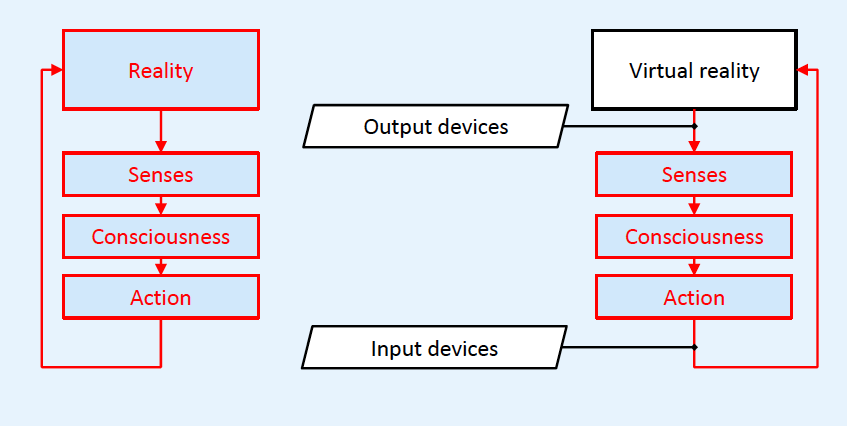 Reality
Senses
Consciousness
Action
Output devices
Input devices
Virtual reality
Senses
Consciousness
Action